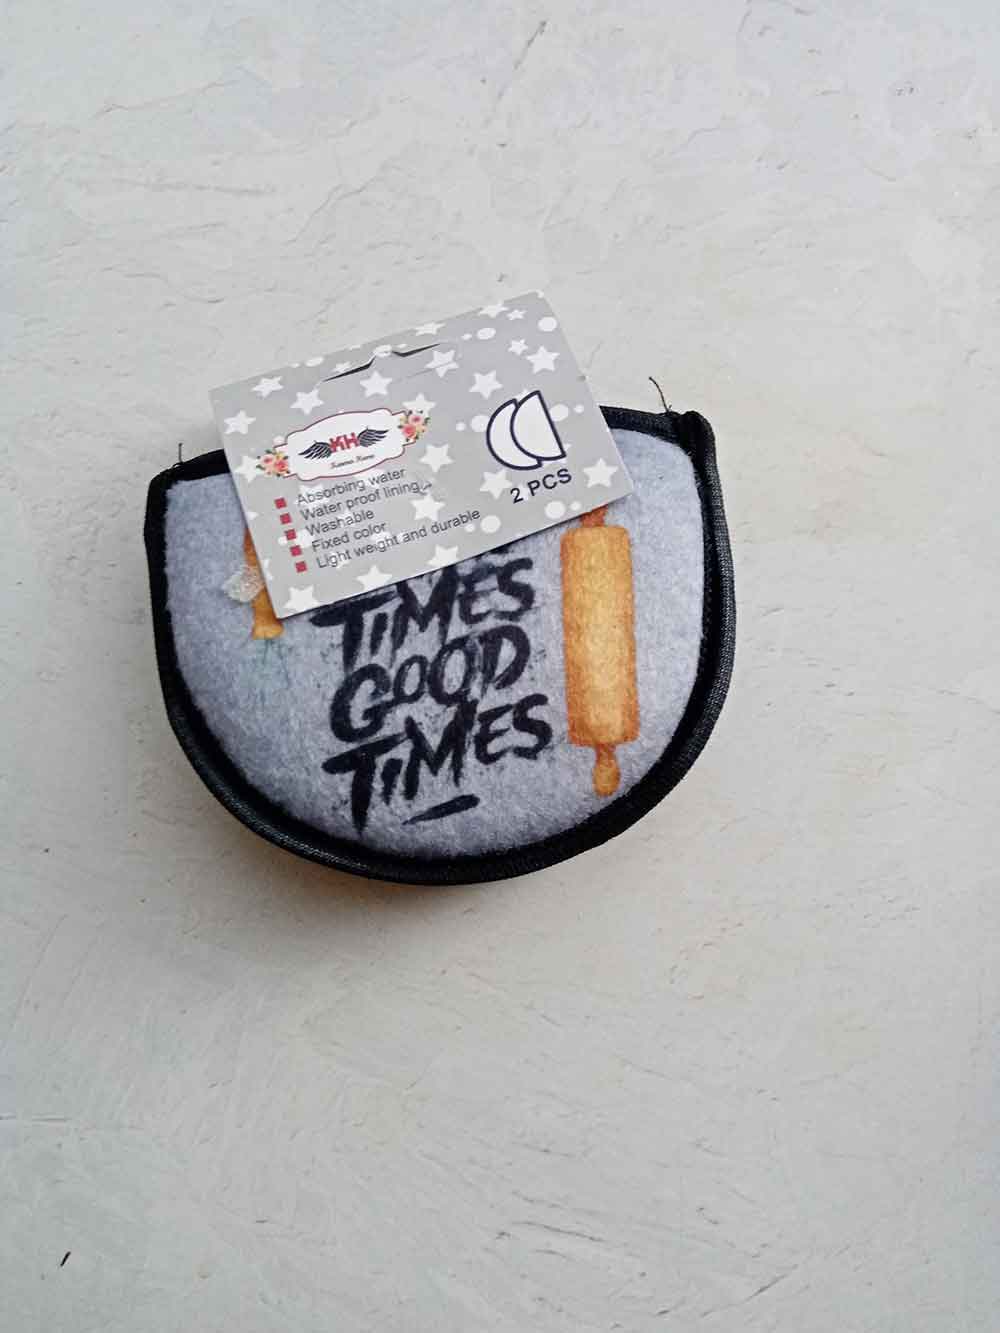 KH
Absorbing water
Water proof lining
Washable
Fixed color
Light weight and durable
2 PCS
TiMES
GOOD
TiMES